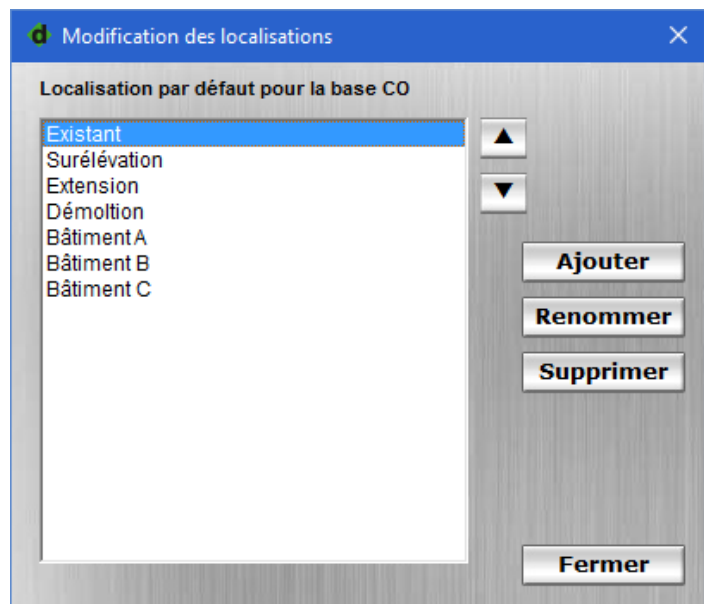 Modification des localisations
Localisation par défaut pour la base CO
Existant
Surélévation
Extension
Démoltion
Bâtiment A
Bâtiment B
Bâtiment C
Ajouter
Renommer
Supprimer
Fermer